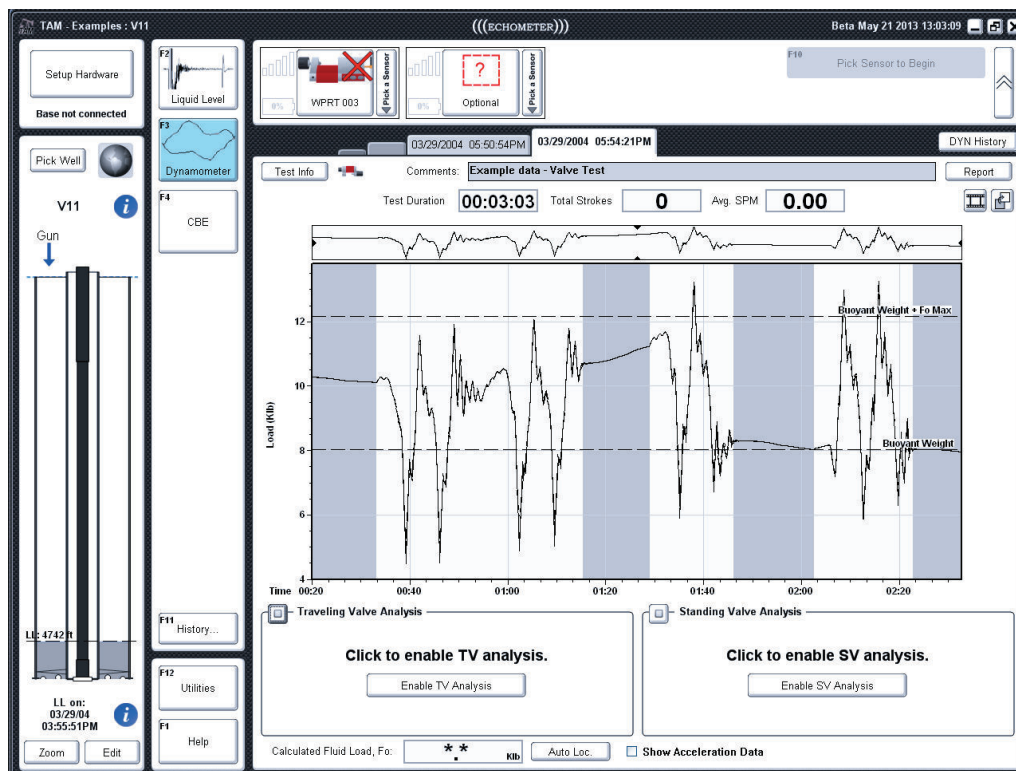 TAM - Examples : V11
(((ECHOMETER)))
Beta May 21 2013 13:03:09
Setup Hardware
Base not connected
Pick Well
V11
i
Gun
LL: 4742 ft
LL on:
03/29/04
03:55:51PM
i
Zoom
Edit
F2
Liquid Level
F3
Dynamometer
F4
CBE
F11
History...
F12
Utilities
F1
Help
0%
WPRT 003
Pick a Sensor
0%
?
Optional
Pick a Sensor
F10
Pick Sensor to Begin
03/29/2004 05:50:54PM
03/29/2004 05:54:21PM
DYN History
Test Info
Comments: Example data - Valve Test
Report
Test Duration 00:03:03 Total Strokes 0 Avg. SPM 0.00
Load (Klb)
12
10
8
6
4
Buoyant Weight + Fo Max
Buoyant Weight
Time 00:20 00:40 01:00 01:20 01:40 02:00 02:20
Traveling Valve Analysis
Click to enable TV analysis.
Enable TV Analysis
Standing Valve Analysis
Click to enable SV analysis.
Enable SV Analysis
Calculated Fluid Load, Fo: *.* Klb
Auto Loc.
Show Acceleration Data